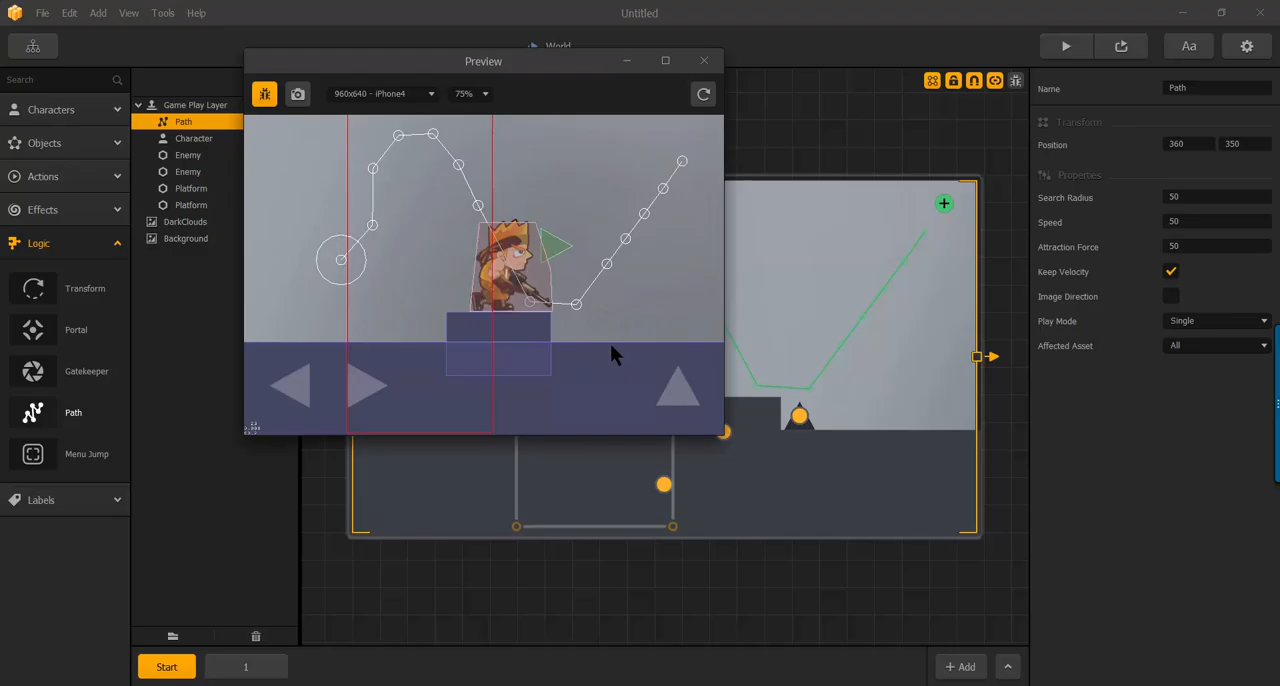 File Edit Add View Tools Help
Untitled
World
Aa
Preview
960x640 - iPhone4
75%
Search
Characters
Objects
Actions
Effects
Logic
Transform
Portal
Gatekeeper
Path
Menu Jump
Labels
Game Play Layer
Path
Character
Enemy
Enemy
Platform
Platform
DarkClouds
Background
Name Path
Transform
Position 360 350
Properties
Search Radius 50
Speed 50
Attraction Force 50
Keep Velocity
Image Direction
Play Mode Single
Affected Asset All
Start 1
+ Add